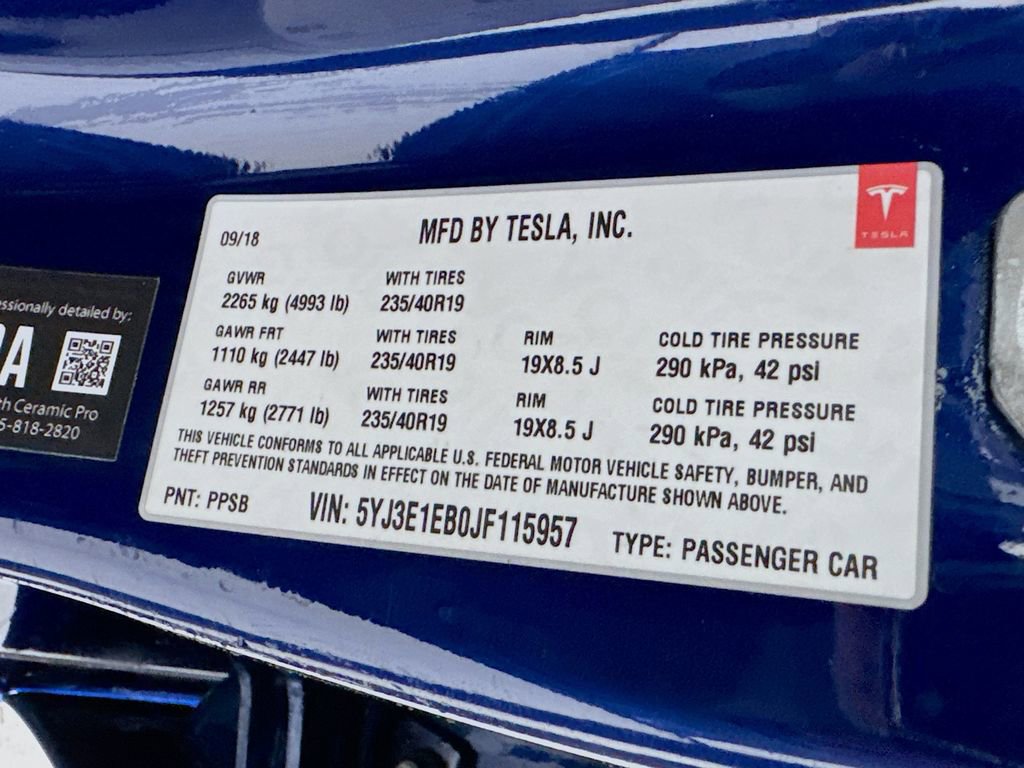 09/18 MFD BY TESLA, INC.
TESLA
GVWR WITH TIRES
2265 kg (4993 lb) 235/40R19
GAWR FRT WITH TIRES RIM COLD TIRE PRESSURE
1110 kg (2447 lb) 235/40R19 19X8.5 J 290 kPa, 42 psi
GAWR RR WITH TIRES RIM COLD TIRE PRESSURE
1257 kg (2771 lb) 235/40R19 19X8.5 J 290 kPa, 42 psi
THIS VEHICLE CONFORMS TO ALL APPLICABLE U.S. FEDERAL MOTOR VEHICLE SAFETY, BUMPER, AND
THEFT PREVENTION STANDARDS IN EFFECT ON THE DATE OF MANUFACTURE SHOWN ABOVE.
PNT: PPSB VIN: 5YJ3E1EB0JF115957 TYPE: PASSENGER CAR
detailed by:
Ceramic Pro
818-2820